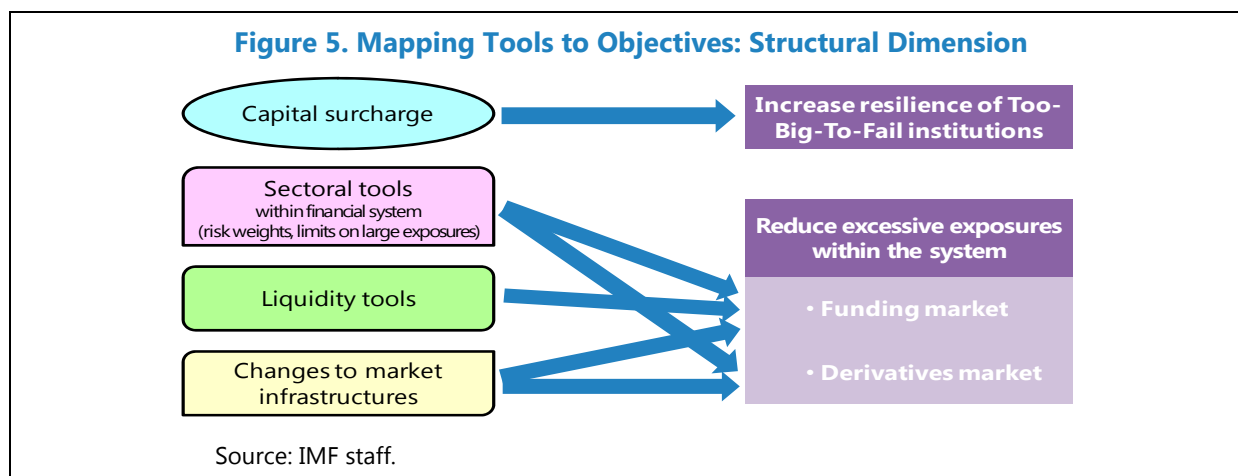 Figure 5. Mapping Tools to Objectives: Structural Dimension
Capital surcharge
Increase resilience of Too-
Big-To-Fail institutions
Sectoral tools
within financial system
(risk weights, limits on large exposures)
Reduce excessive exposures
within the system
Liquidity tools
• Funding market
Changes to market
infrastructures
• Derivatives market
Source: IMF staff.